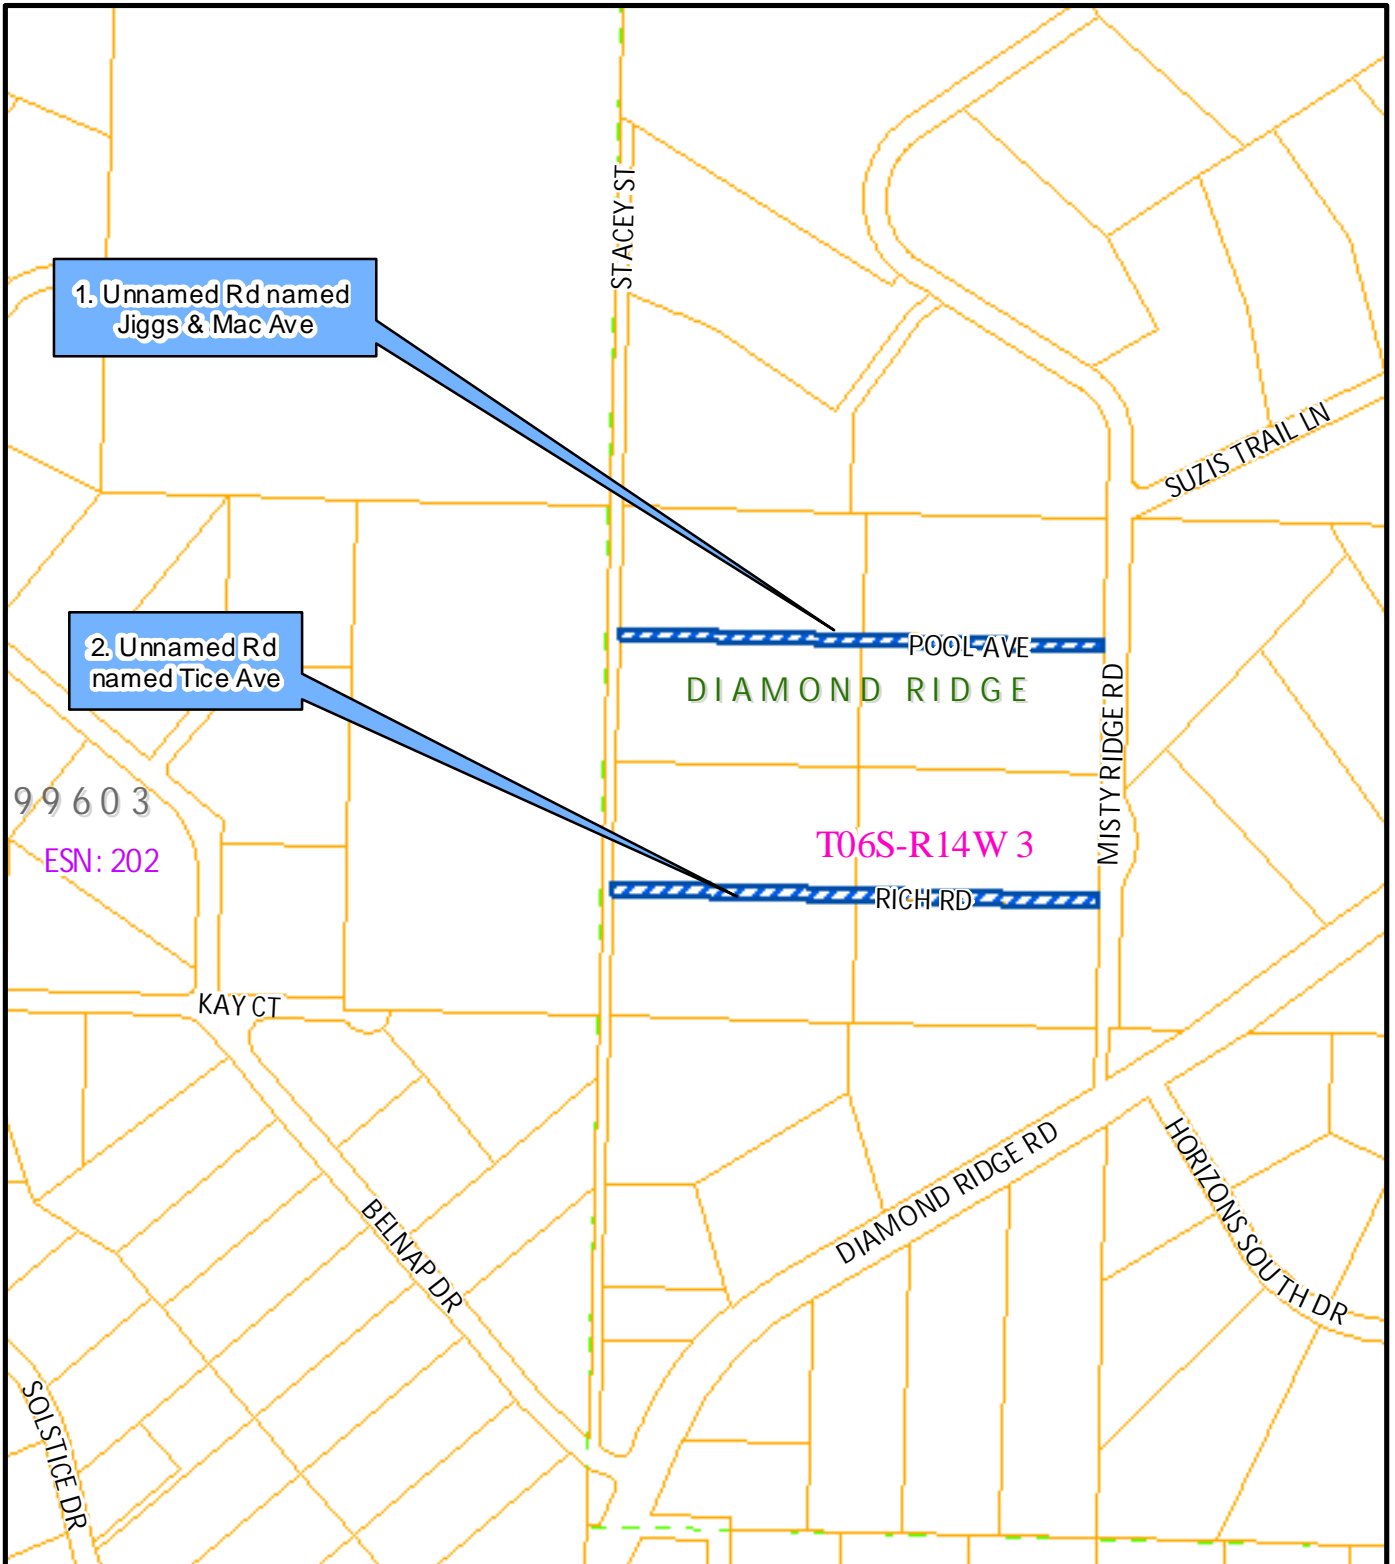 STACEY ST
1. Unnamed Rd named
Jiggs & Mac Ave
SUZIS TRAIL LN
2. Unnamed Rd
named Tice Ave
POOL AVE
DIAMOND RIDGE
MISTY RIDGE RD
99603
ESN: 202
T06S-R14W 3
RICH RD
KAY CT
DIAMOND RIDGE RD
HORIZONS SOUTH DR
BELNAP DR
SOLSTICE DR